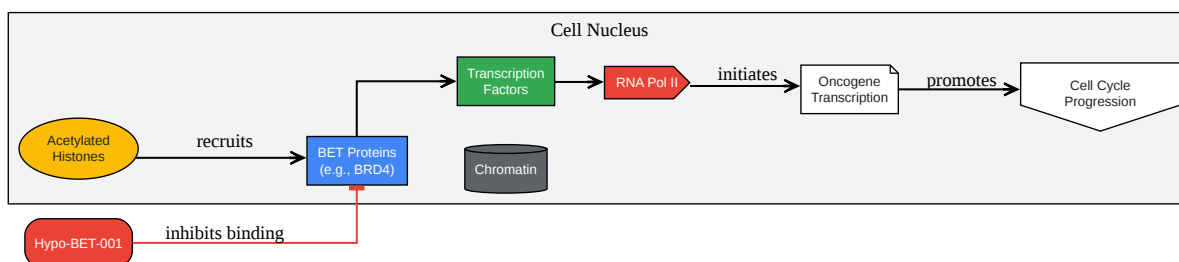 Cell Nucleus
Transcription
Factors
RNA Pol II
initiates
Oncogene
Transcription
promotes
Cell Cycle
Progression
Acetylated
Histones
recruits
BET Proteins
(e.g., BRD4)
Chromatin
Hypo-BET-001
inhibits binding